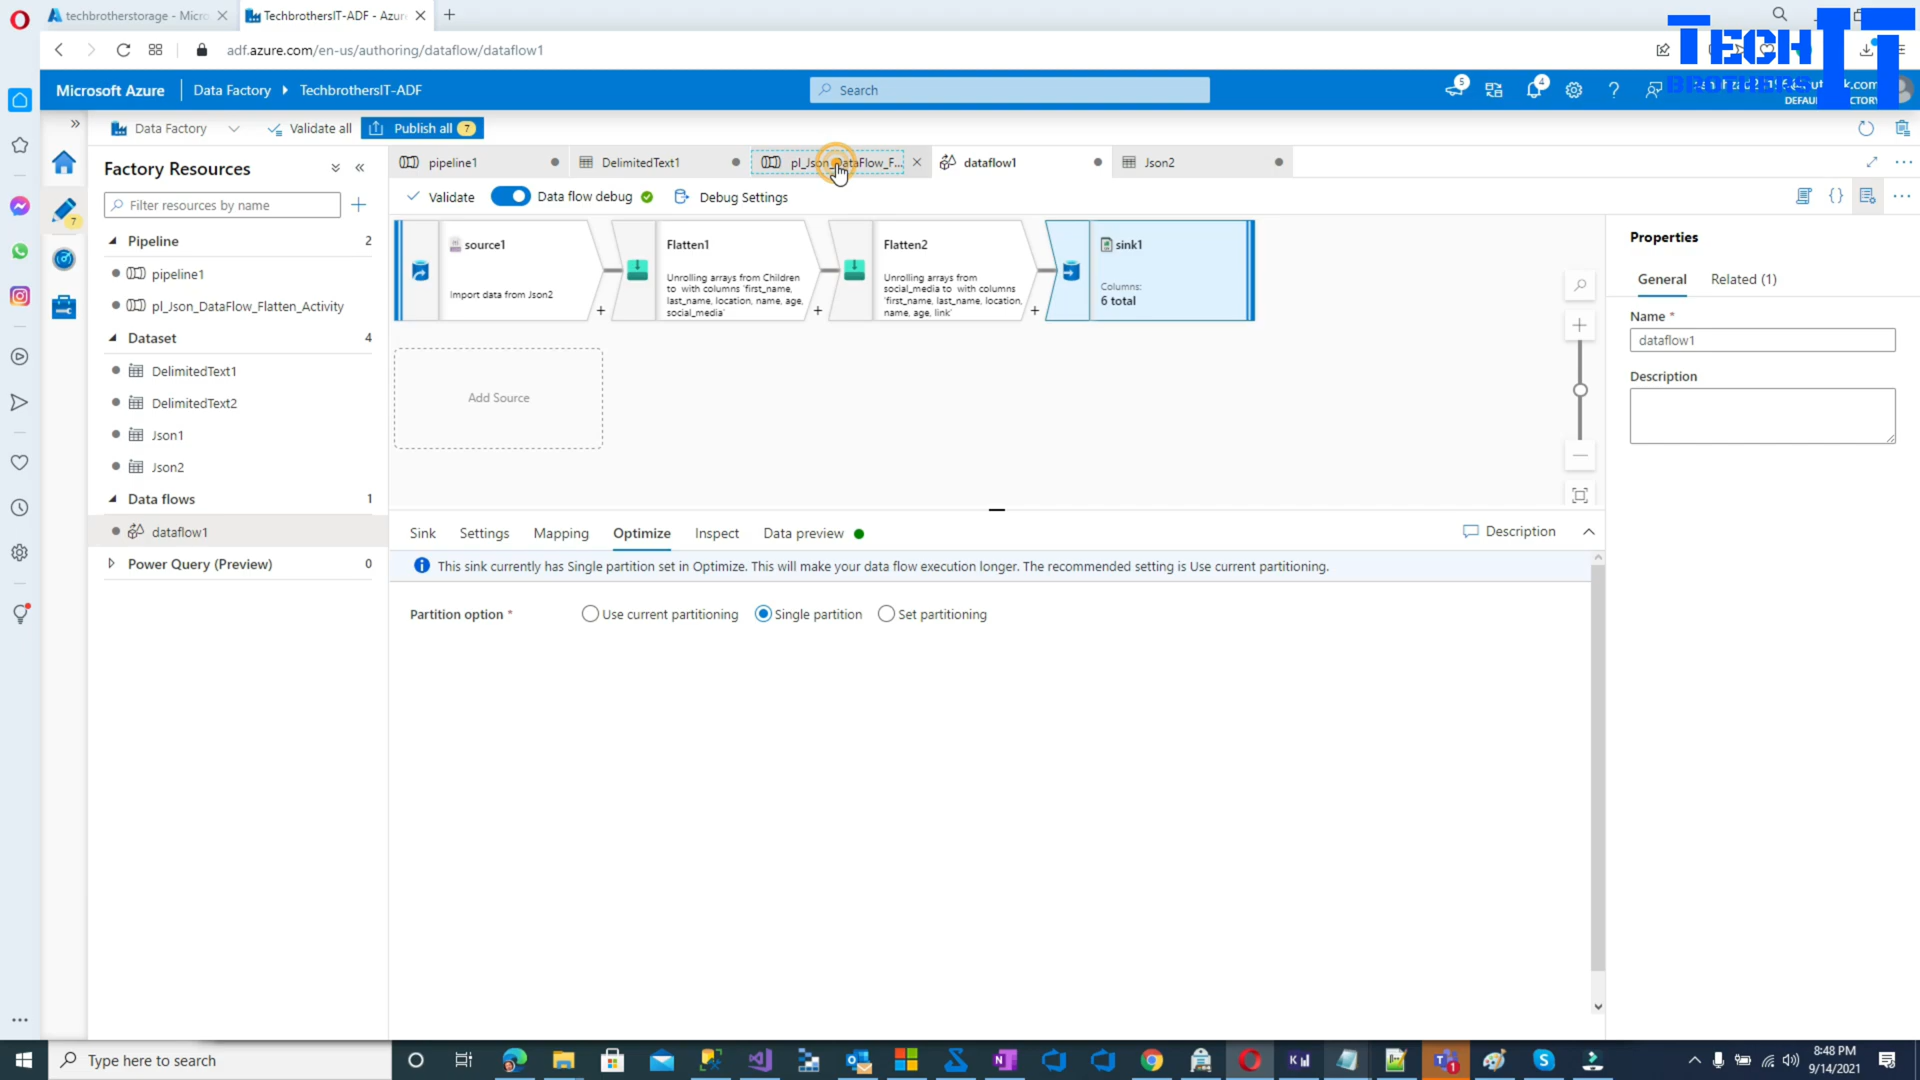 techbrotherstorage - Micro
TechbrothersIT-ADF - Azur
adf.azure.com/en-us/authoring/dataflow/dataflow1
TECH IT
BROTHERS
Microsoft Azure
Data Factory
TechbrothersIT-ADF
Search
5
4
Data Factory
Validate all
Publish all
7
pipeline1
DelimitedText1
pl_Json_DataFlow_F...
dataflow1
Json2
Factory Resources
Filter resources by name
7
Pipeline
2
pipeline1
pl_Json_DataFlow_Flatten_Activity
Dataset
4
DelimitedText1
DelimitedText2
Json1
Json2
Data flows
1
dataflow1
Power Query (Preview)
0
Validate
Data flow debug
Debug Settings
source1
Import data from Json2
Flatten1
Unrolling arrays from Children
to with columns 'first_name,
last_name, location, name, age,
social_media'
Flatten2
Unrolling arrays from
social_media to with columns
'first_name, last_name, location,
name, age, link'
sink1
Columns:
6 total
Add Source
Sink
Settings
Mapping
Optimize
Inspect
Data preview
Description
This sink currently has Single partition set in Optimize. This will make your data flow execution longer. The recommended setting is Use current partitioning.
Partition option *
Use current partitioning
Single partition
Set partitioning
Properties
General
Related (1)
Name *
dataflow1
Description
Type here to search
8:48 PM
9/14/2021